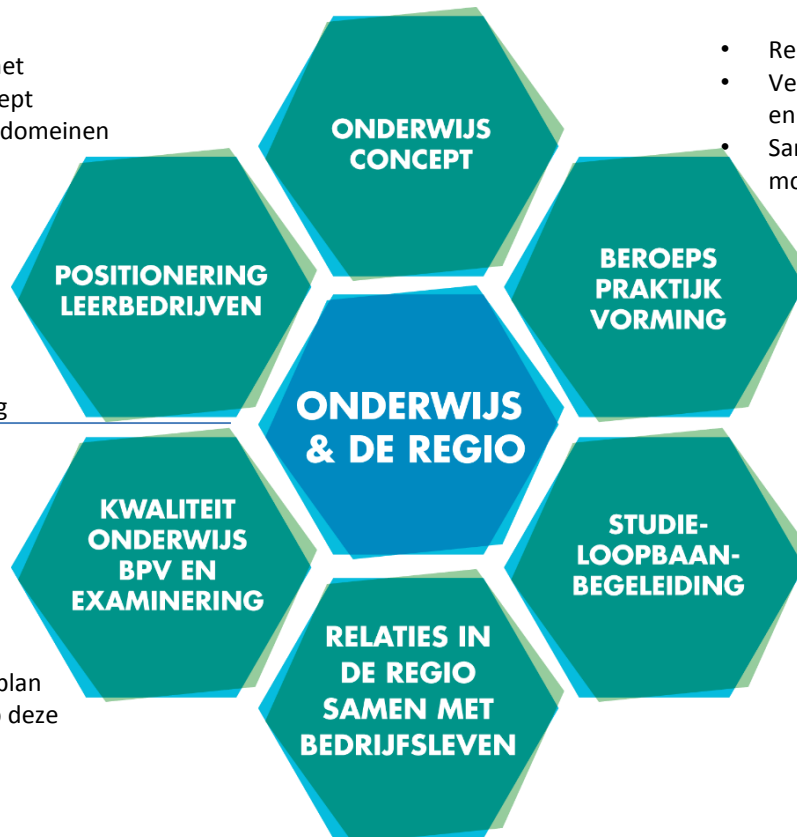 domeinen
ONDERWIJS
CONCEPT
en
POSITIONERING
LEERBEDRIJVEN
BEROEPS
PRAKTIJK
VORMING
ONDERWIJS
& DE REGIO
KWALITEIT
ONDERWIJS
BPV EN
EXAMINERING
STUDIE-
LOOPBAAN-
BEGELEIDING
plan
deze
RELATIES IN
DE REGIO
SAMEN MET
BEDRIJFSLEVEN